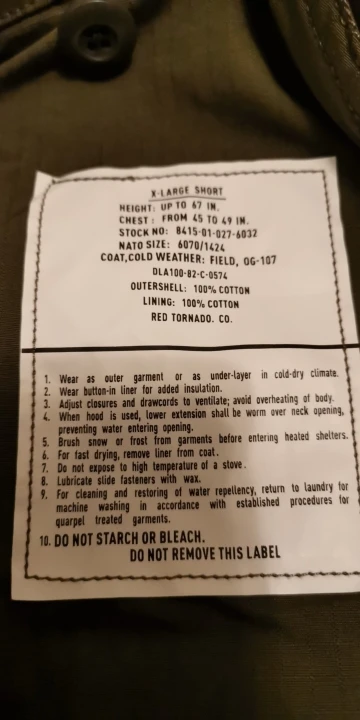 X-LARGE SHORT
HEIGHT: UP TO 67 IN.
CHEST: FROM 45 TO 49 IN.
STOCK NO: 8415-01-027-6032
NATO SIZE: 6070/1424
COAT,COLD WEATHER: FIELD, OG-107
DLA100-82-C-0574
OUTERSHELL: 100% COTTON
LINING: 100% COTTON
RED TORNADO. CO.
1. Wear as outer garment or as under-layer in cold-dry climate.
2. Wear button-in liner for added insulation.
3. Adjust closures and drawcords to ventilate; avoid overheating of body.
4. When hood is used, lower extension shall be worn over neck opening,
preventing water entering opening.
5. Brush snow or frost from garments before entering heated shelters.
6. For fast drying, remove liner from coat.
7. Do not expose to high temperature of a stove.
8. Lubricate slide fasteners with wax.
9. For cleaning and restoring of water repellency, return to laundry for
machine washing in accordance with established procedures for
quarpel treated garments.
10. DO NOT STARCH OR BLEACH.
DO NOT REMOVE THIS LABEL